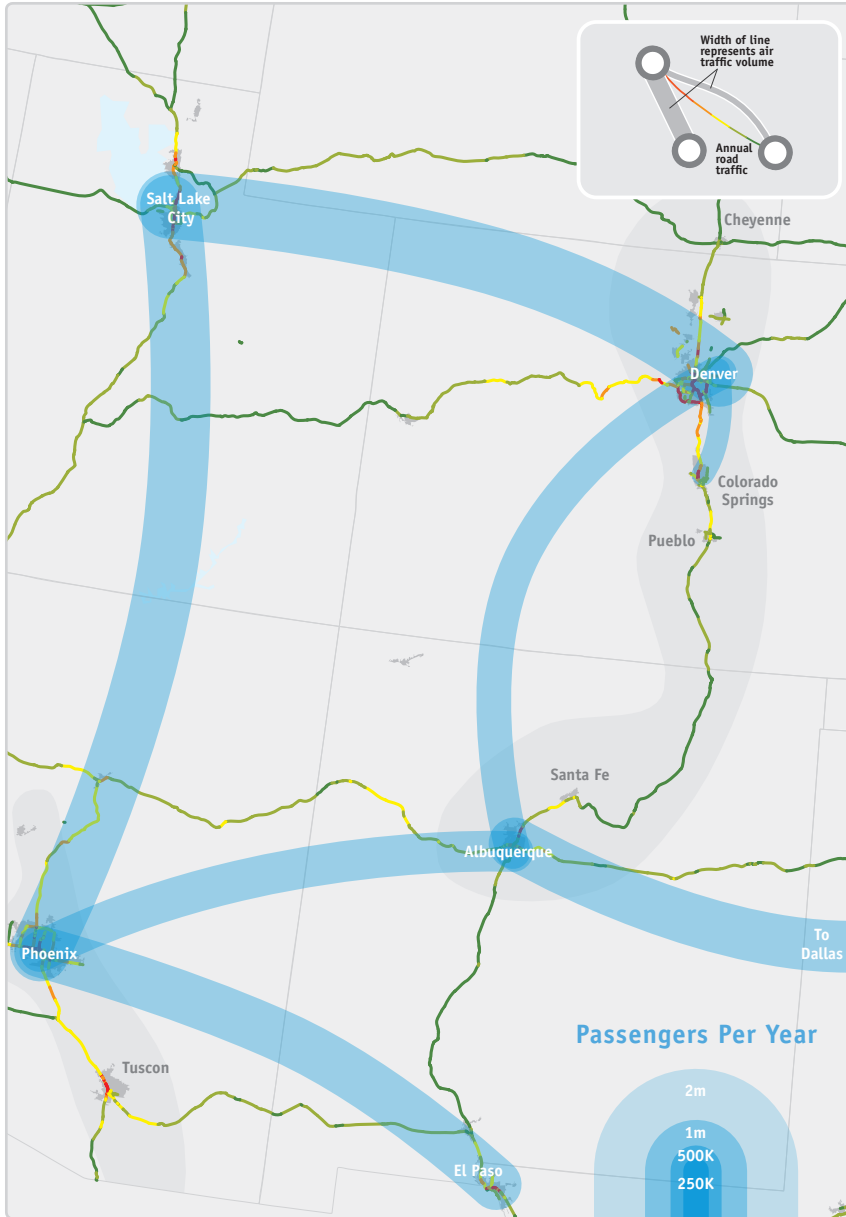 Width of line
represents air
traffic volume
Annual
road
traffic
Salt Lake
City
Cheyenne
Denver
Colorado
Springs
Pueblo
Santa Fe
Albuquerque
Phoenix
To
Dallas
Tuscon
El Paso
Passengers Per Year
2m
1m
500K
250K